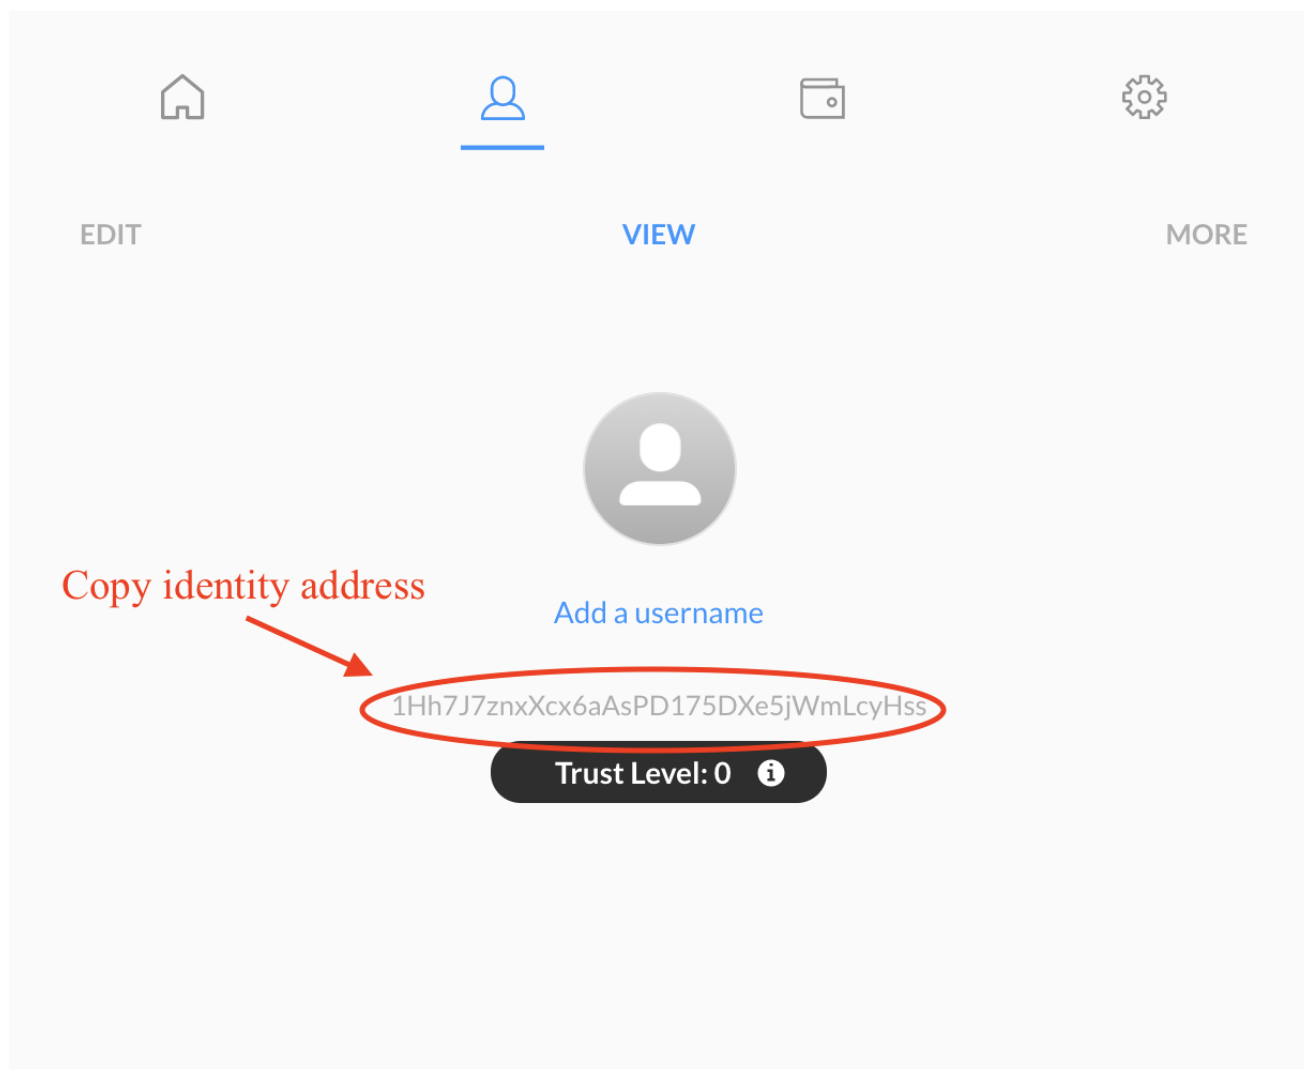 EDIT
VIEW
MORE
Copy identity address
Add a username
1Hh7J7znxXcx6aAsPD175DXe5jWmLcyHss
Trust Level: 0